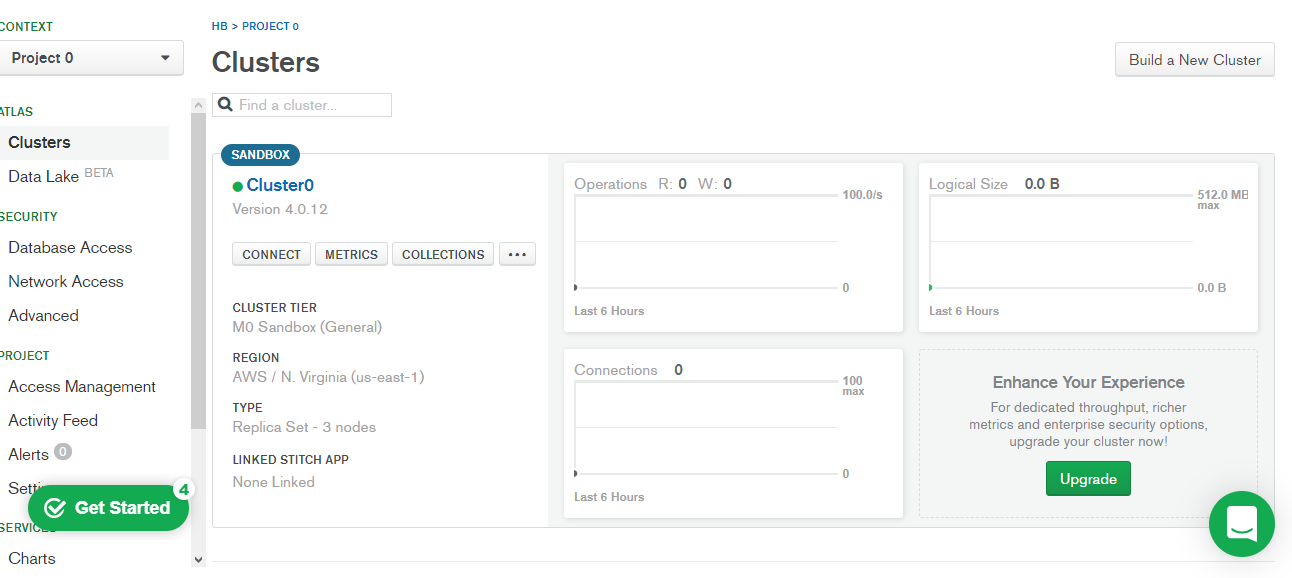 CONTEXT
Project 0
ATLAS
Clusters
Data Lake BETA
SECURITY
Database Access
Network Access
Advanced
PROJECT
Access Management
Activity Feed
Alerts 0
Get Started 4
Charts
HB > PROJECT 0
Clusters
Build a New Cluster
Find a cluster...
SANDBOX
Cluster0
Version 4.0.12
CONNECT METRICS COLLECTIONS ...
CLUSTER TIER
M0 Sandbox (General)
REGION
AWS / N. Virginia (us-east-1)
TYPE
Replica Set - 3 nodes
LINKED STITCH APP
None Linked
Operations R: 0 W: 0
100.0/s
0
Last 6 Hours
Logical Size 0.0 B
512.0 MB
max
0.0 B
Last 6 Hours
Connections 0
100
max
0
Last 6 Hours
Enhance Your Experience
For dedicated throughput, richer
metrics and enterprise security options,
upgrade your cluster now!
Upgrade